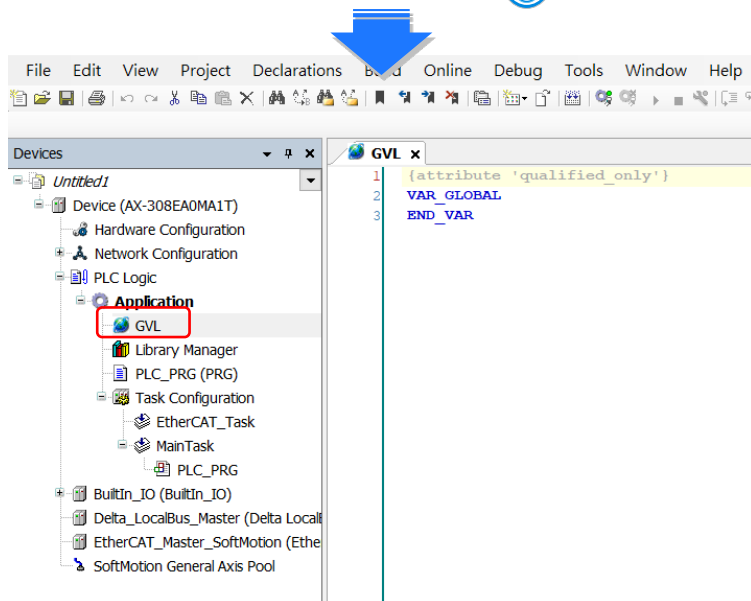 File Edit View Project Declarations Online Debug Tools Window Help
Devices
GVL
Untitled1
1 {attribute 'qualified_only'}
Device (AX-308EA0MA1T)
2 VAR_GLOBAL
Hardware Configuration
3 END_VAR
Network Configuration
PLC Logic
Application
GVL
Library Manager
PLC_PRG (PRG)
Task Configuration
EtherCAT_Task
MainTask
PLC_PRG
BuiltIn_IO (BuiltIn_IO)
Delta_LocalBus_Master (Delta Local
EtherCAT_Master_SoftMotion (Ethe
SoftMotion General Axis Pool